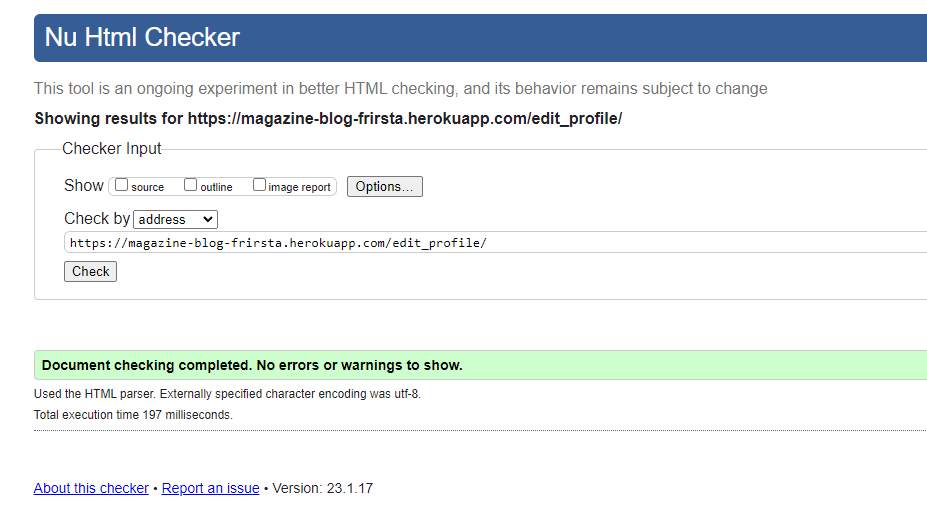 Nu Html Checker
This tool is an ongoing experiment in better HTML checking, and its behavior remains subject to change
Showing results for https://magazine-blog-frirsta.herokuapp.com/edit_profile/
Checker Input
Show source outline image report Options...
Check by address
https://magazine-blog-frirsta.herokuapp.com/edit_profile/
Check
Document checking completed. No errors or warnings to show.
Used the HTML parser. Externally specified character encoding was utf-8.
Total execution time 197 milliseconds.
About this checker • Report an issue • Version: 23.1.17